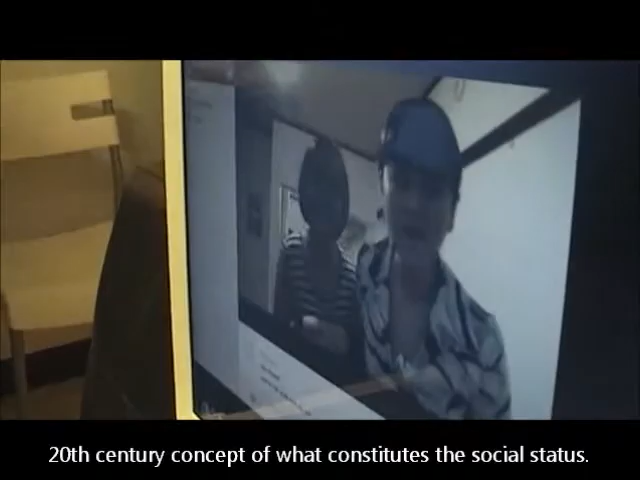 20th century concept of what constitutes the social status.